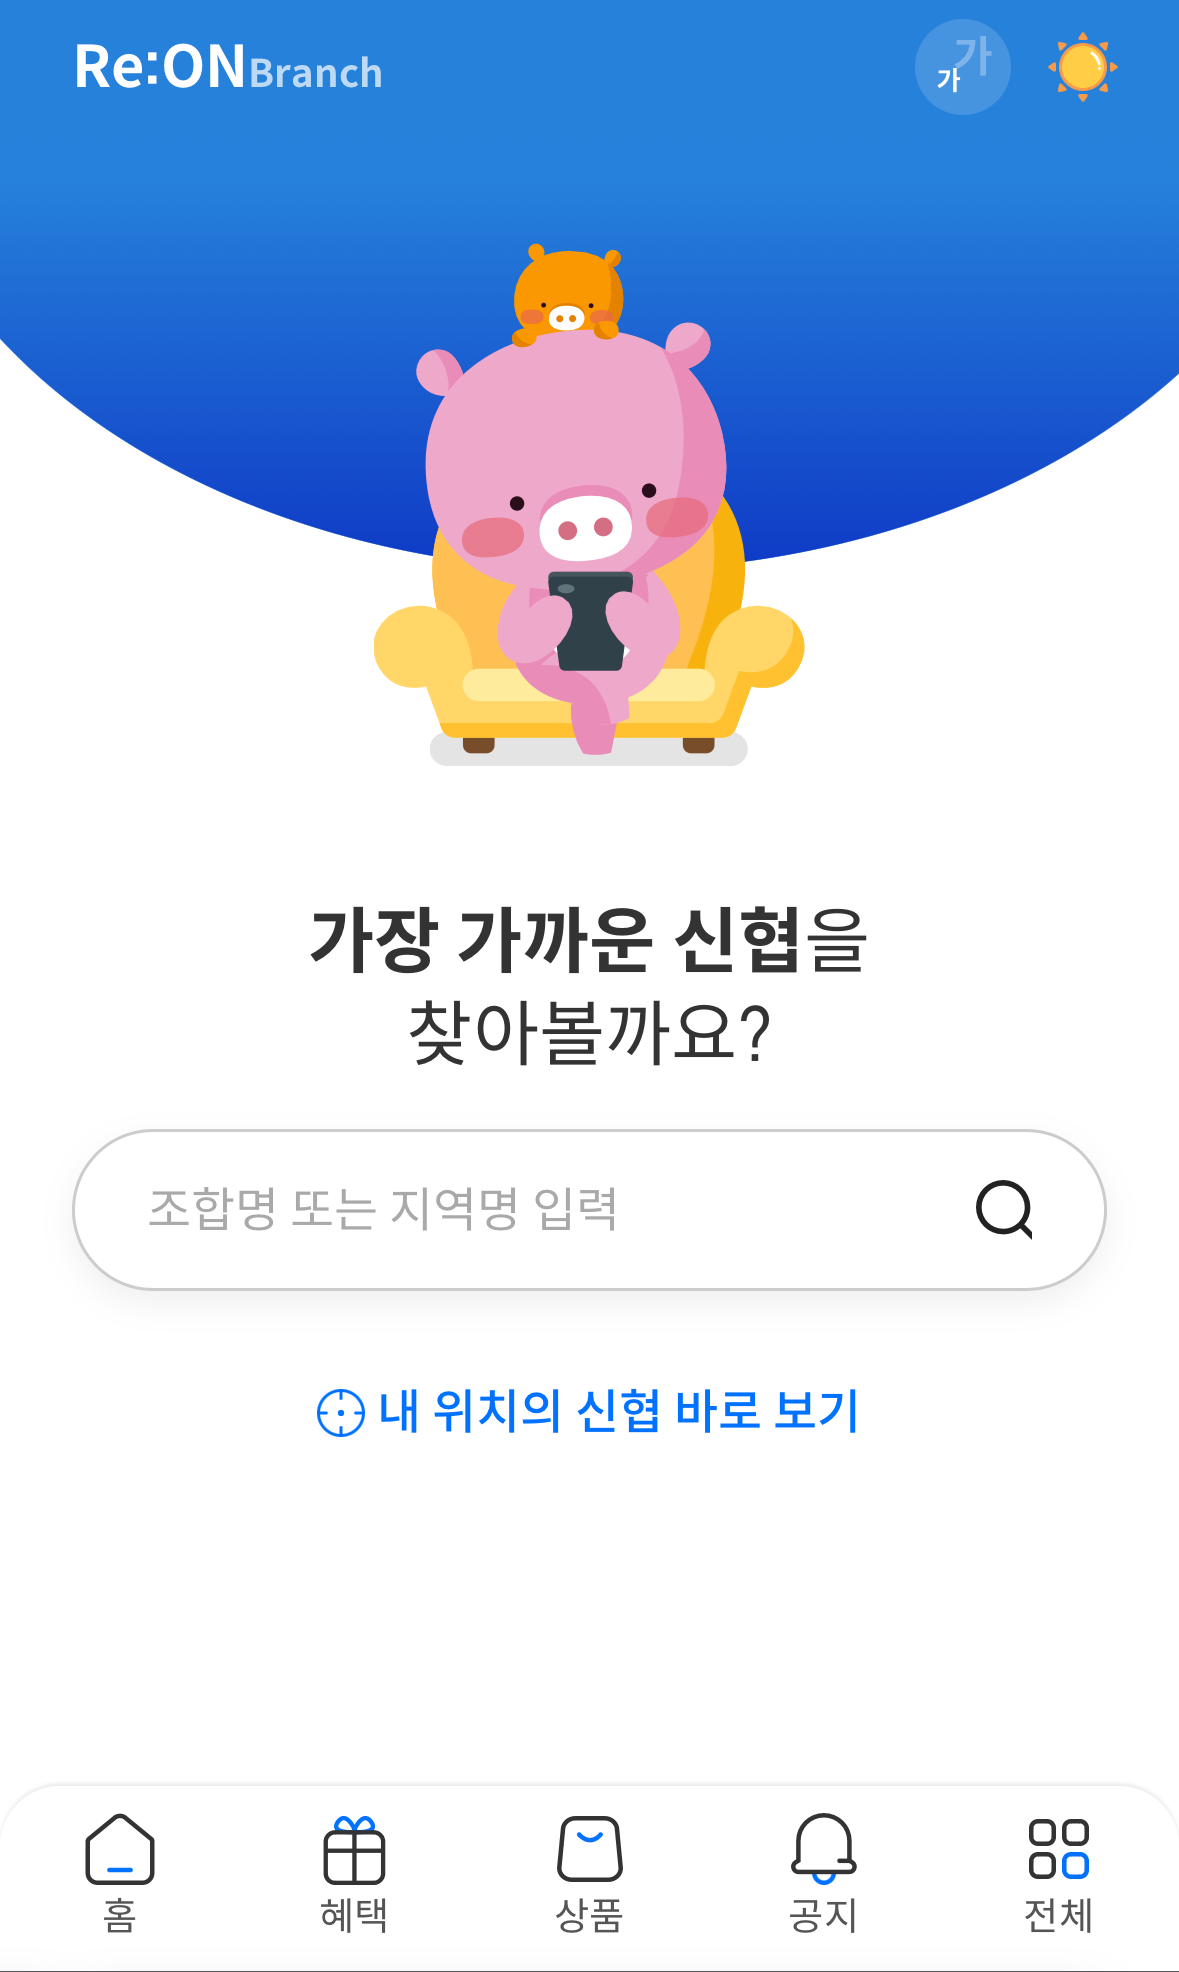 Re:ON Branch
가
가
가장 가까운 신협을
찾아볼까요?
조합명 또는 지역명 입력
내 위치의 신협 바로 보기
홈 혜택 상품 공지 전체